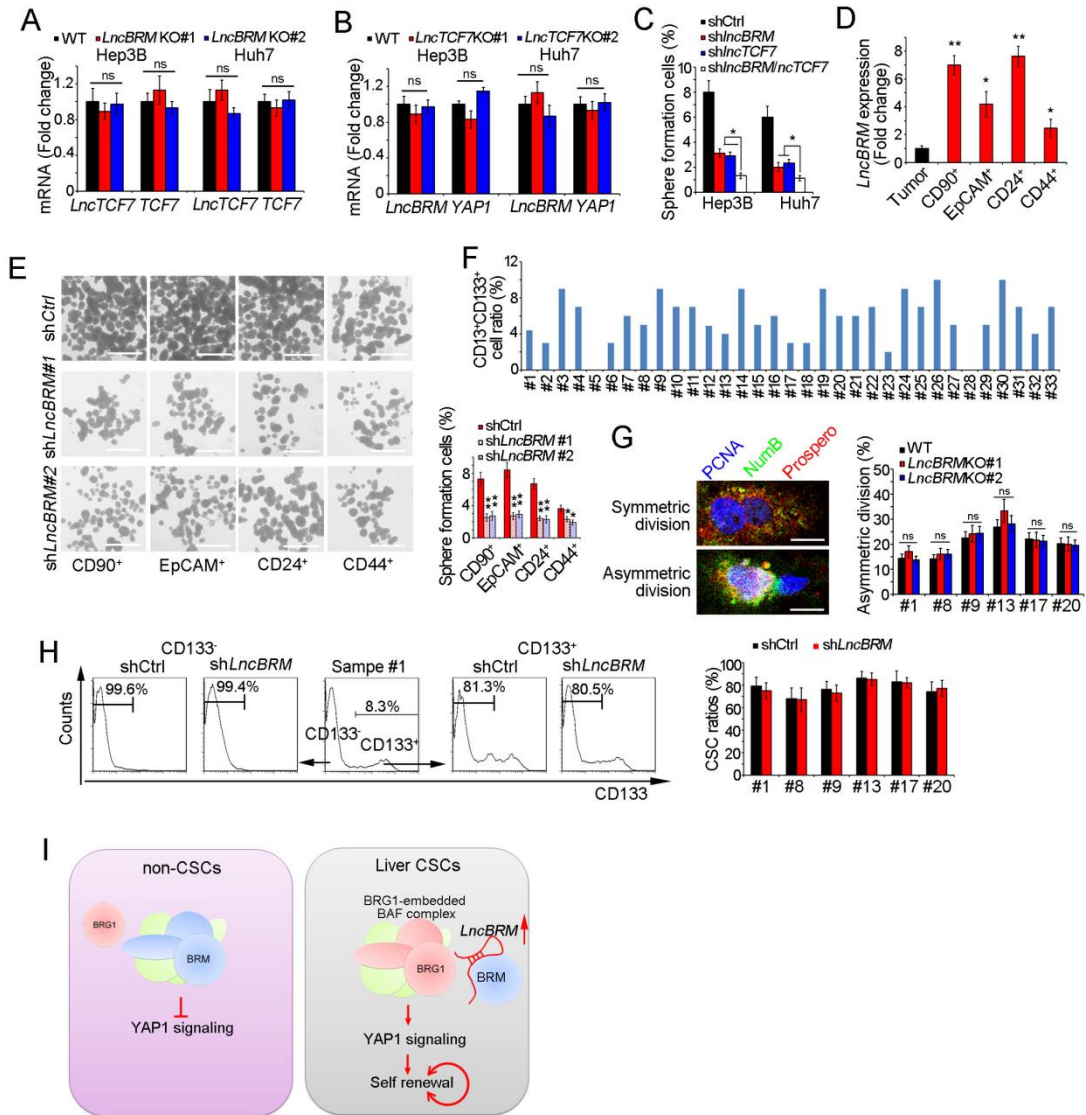 A
WT LncBRM KO#1 LncBRM KO#2
Hep3B Huh7
ns ns ns ns
mRNA (Fold change)
1.2
0.8
0.4
0
LncTCF7 TCF7 LncTCF7 TCF7
B
WT LncTCF7KO#1 LncTCF7KO#2
Hep3B Huh7
ns ns ns ns
mRNA (Fold change)
1.2
0.8
0.4
0
LncBRM YAP1 LncBRM YAP1
C
shCtrl
shlncBRM
shlncTCF7
shlncBRM/ncTCF7
Sphere formation cells (%)
8
6
4
2
0
* *
Hep3B Huh7
D
LncBRM expression
(Fold change)
8
6
4
2
0
** * ** *
Tumor CD90+ EpCAM+ CD24+ CD44+
E
shCtrl
shLncBRM#1
shLncBRM#2
CD90+ EpCAM+ CD24+ CD44+
shCtrl
shLncBRM #1
shLncBRM #2
Sphere formation cells (%)
8
4
0
** ** ** ** ** ** * *
CD90+ EpCAM+ CD24+ CD44+
F
CD13+CD133+
cell ratio (%)
12
8
4
0
#1 #2 #3 #4 #5 #6 #7 #8 #9 #10 #11 #12 #13 #14 #15 #16 #17 #18 #19 #20 #21 #22 #23 #24 #25 #26 #27 #28 #29 #30 #31 #32 #33
G
PCNA NumB Prospero
Symmetric
division
Asymmetric
division
WT
LncBRMKO#1
LncBRMKO#2
Asymmetric division (%)
40
30
20
10
0
ns ns ns ns ns ns
#1 #8 #9 #13 #17 #20
H
CD133- CD133+
shCtrl shLncBRM Sampe #1 shCtrl shLncBRM
99.6% 99.4% 8.3% 81.3% 80.5%
CD133- CD133+
Counts
CD133
shCtrl shLncBRM
CSC ratios (%)
100
80
60
40
20
0
#1 #8 #9 #13 #17 #20
I
non-CSCs
BRG1
BRM
YAP1 signaling
Liver CSCs
BRG1-embedded
BAF complex
LncBRM
BRG1
BRM
YAP1 signaling
Self renewal